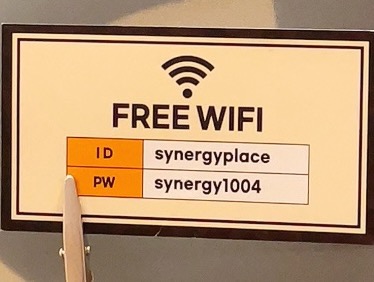 FREE WIFI
ID synergyplace
PW synergy1004